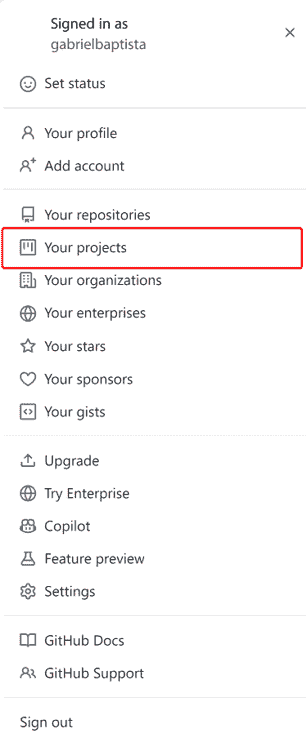 Signed in as
gabrielbaptista
Set status
Your profile
Add account
Your repositories
Your projects
Your organizations
Your enterprises
Your stars
Your sponsors
Your gists
Upgrade
Try Enterprise
Copilot
Feature preview
Settings
GitHub Docs
GitHub Support
Sign out